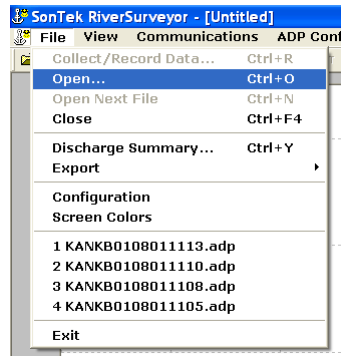 SonTek RiverSurveyor - [Untitled]
File View Communications ADP Conf
Collect/Record Data... Ctrl+R
Open... Ctrl+O
Open Next File Ctrl+N
Close Ctrl+F4
Discharge Summary... Ctrl+Y
Export
Configuration
Screen Colors
1 KANKB0108011113.adp
2 KANKB0108011110.adp
3 KANKB0108011108.adp
4 KANKB0108011105.adp
Exit